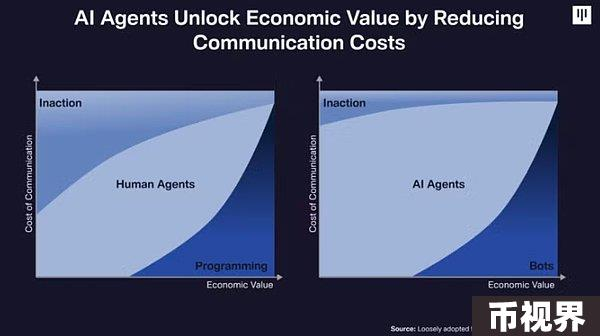 AI Agents Unlock Economic Value by Reducing
Communication Costs
Inaction
Human Agents
Programming
Cost of Communication
Economic Value
Inaction
AI Agents
Bots
Cost of Communication
Economic Value
Source: Loosely adopted
币视界